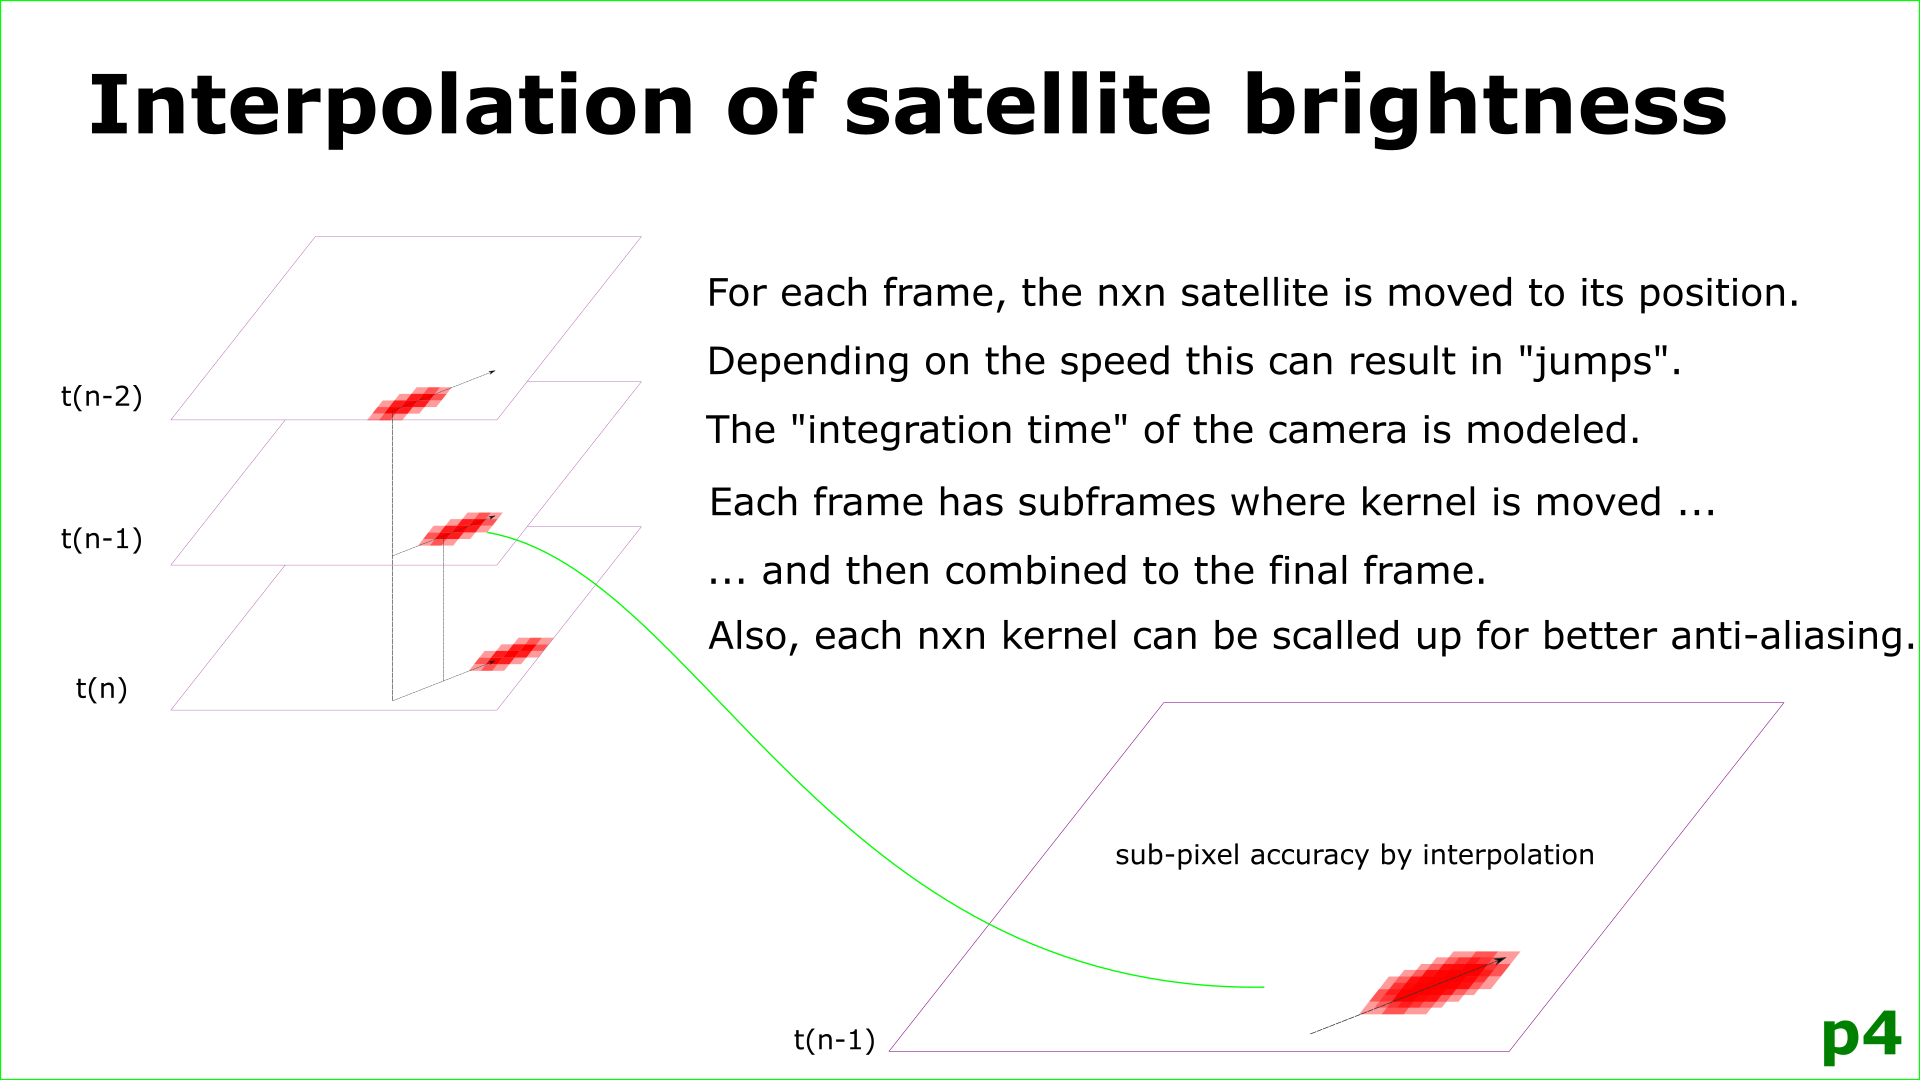 Interpolation of satellite brightness
For each frame, the nxn satellite is moved to its position.
Depending on the speed this can result in "jumps".
The "integration time" of the camera is modeled.
Each frame has subframes where kernel is moved ...
... and then combined to the final frame.
Also, each nxn kernel can be scalled up for better anti-aliasing.
t(n-2)
t(n-1)
t(n)
sub-pixel accuracy by interpolation
t(n-1)
p4